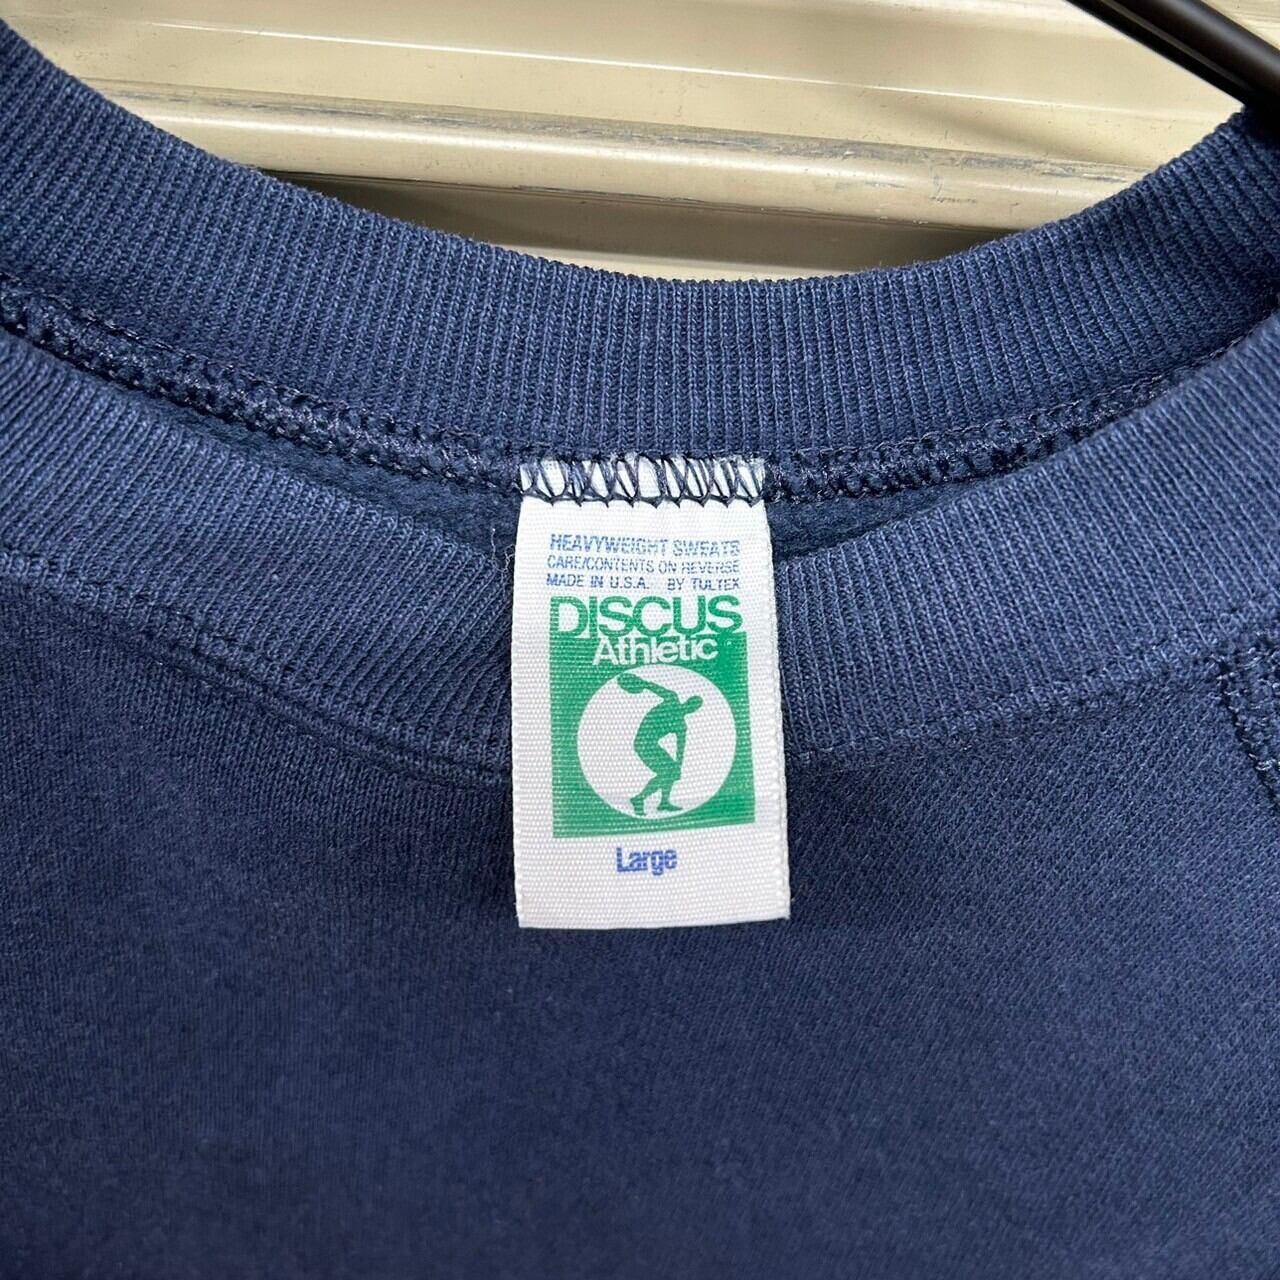 HEAVYWEIGHT SWEATS
CARE/CONTENTS ON REVERSE
MADE IN U.S.A. BY TULTEX
DISCUS
Athletic
Large